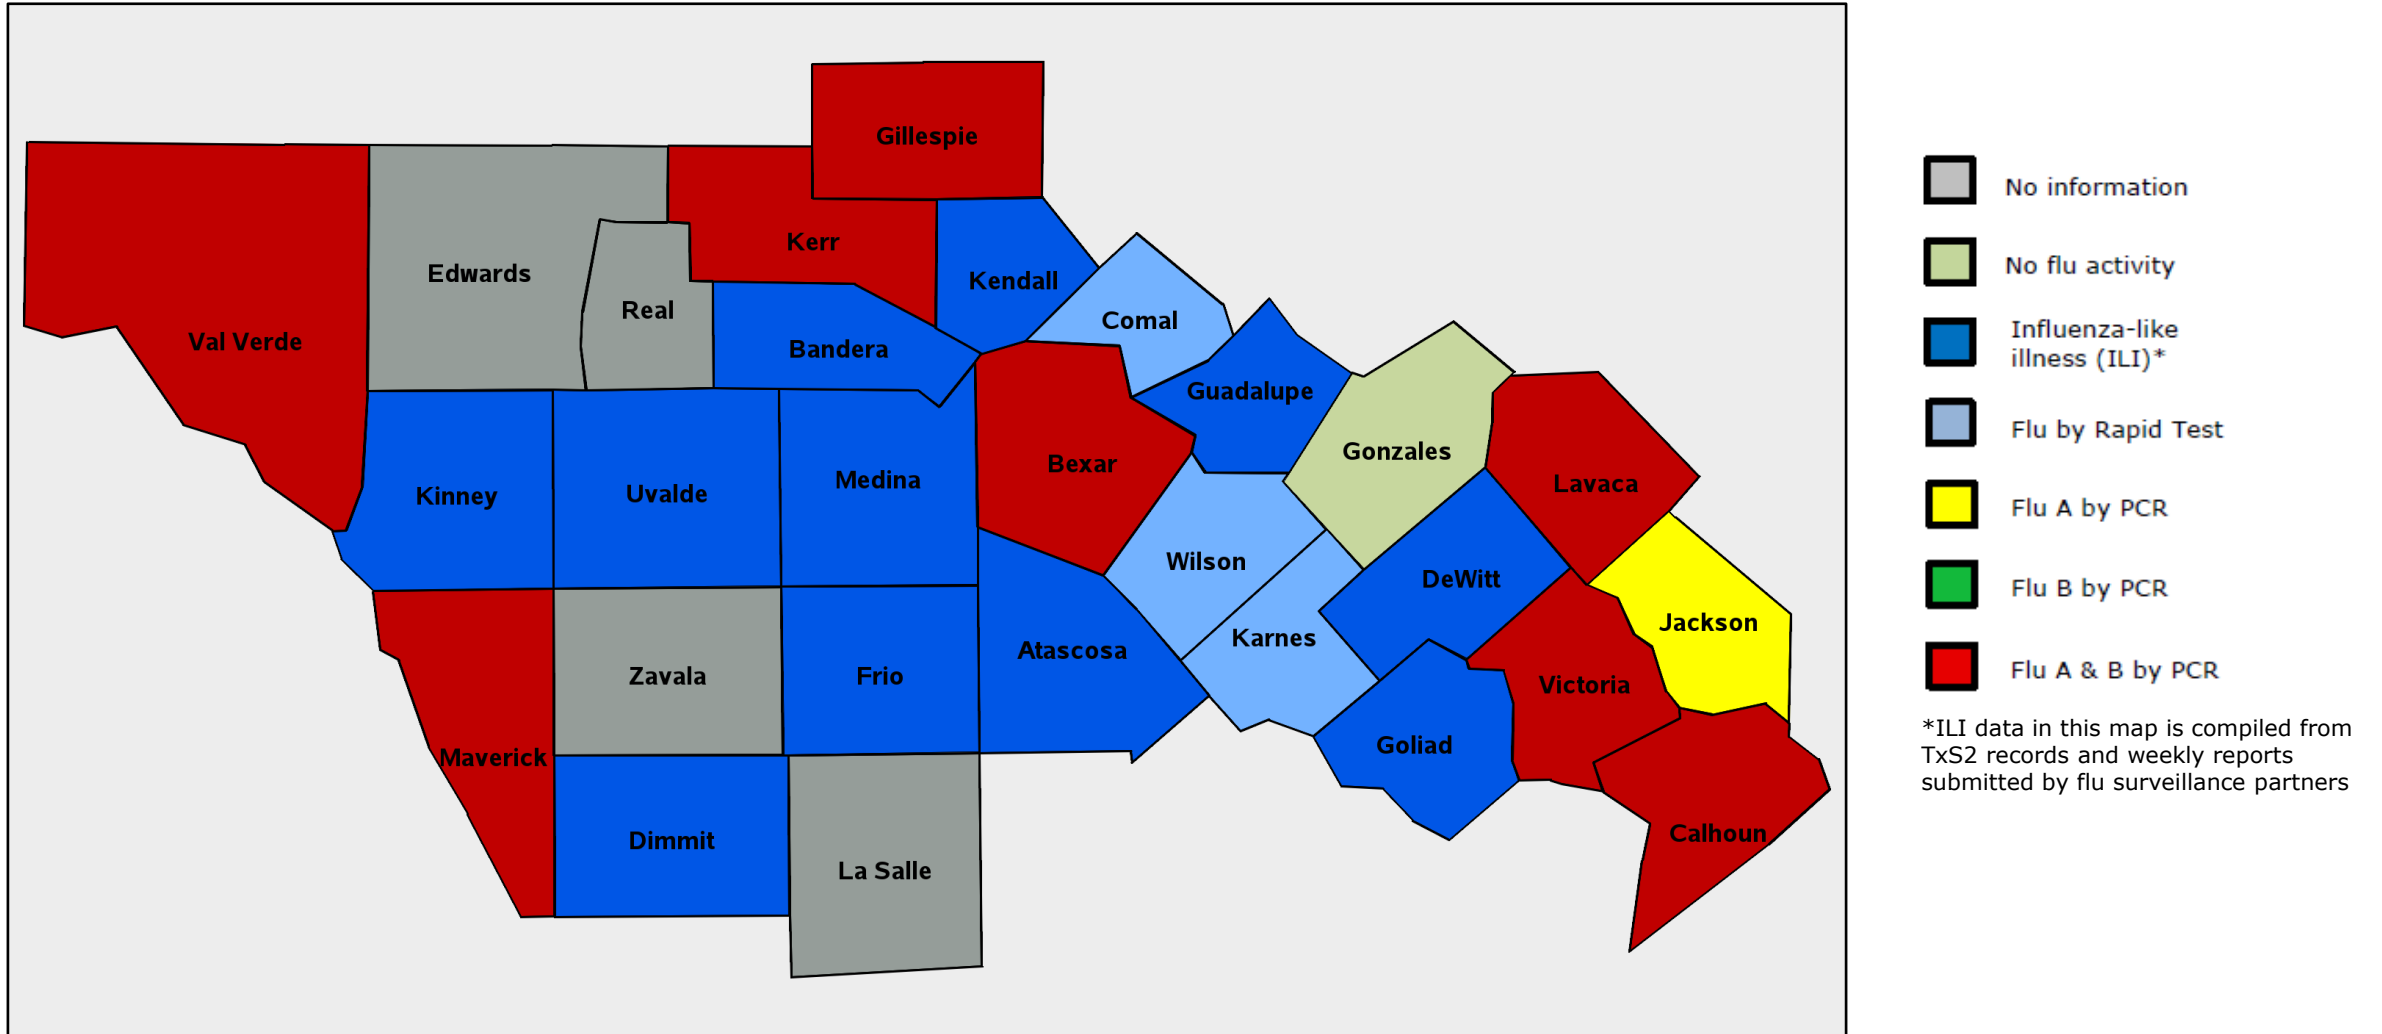 Gillespie
Kerr
Edwards
Kendall
Real
Comal
Val Verde
Bandera
Guadalupe
Gonzales
Bexar
Medina
Lavaca
Uvalde
Kinney
Wilson
DeWitt
Jackson
Karnes
Atascosa
Zavala
Frio
Victoria
Goliad
Maverick
Calhoun
Dimmit
La Salle
No information
No flu activity
Influenza-like
illness (ILI)*
Flu by Rapid Test
Flu A by PCR
Flu B by PCR
Flu A & B by PCR
*ILI data in this map is compiled from
TxS2 records and weekly reports
submitted by flu surveillance partners